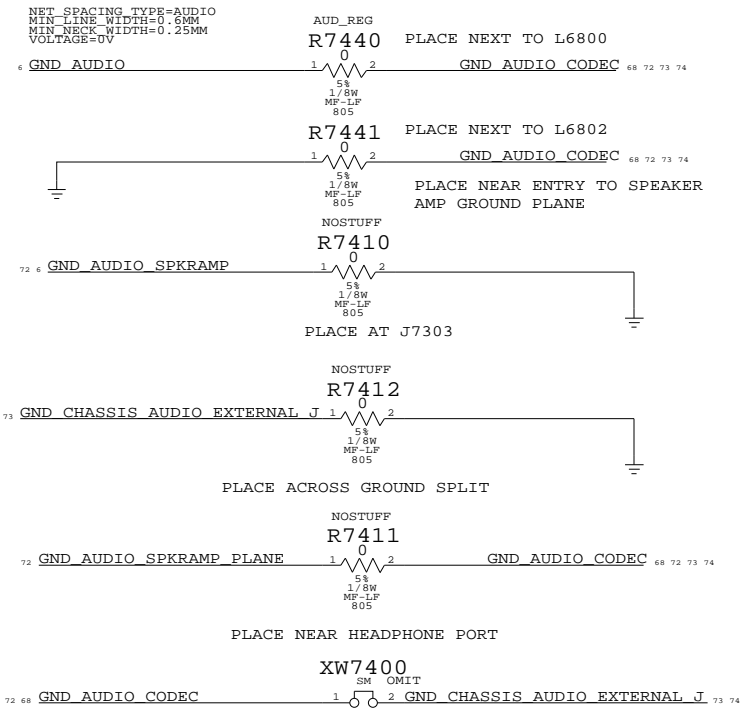 NET_SPACING_TYPE=AUDIO
MIN_LINE_WIDTH=0.6MM
MIN_NECK_WIDTH=0.25MM
VOLTAGE=0V
AUD_REG
R7440 PLACE NEXT TO L6800
0
6 GND_AUDIO 1 2 GND_AUDIO_CODEC 68 72 73 74
5%
1/8W
MF-LF
805
R7441 PLACE NEXT TO L6802
0
1 2 GND_AUDIO_CODEC 68 72 73 74
5%
1/8W
MF-LF
805
PLACE NEAR ENTRY TO SPEAKER
AMP GROUND PLANE
NOSTUFF
R7410
0
72 6 GND_AUDIO_SPKRAMP 1 2
5%
1/8W
MF-LF
805
PLACE AT J7303
NOSTUFF
R7412
0
73 GND_CHASSIS_AUDIO_EXTERNAL_J 1 2
5%
1/8W
MF-LF
805
PLACE ACROSS GROUND SPLIT
NOSTUFF
R7411
0
72 GND_AUDIO_SPKRAMP_PLANE 1 2 GND_AUDIO_CODEC 68 72 73 74
5%
1/8W
MF-LF
805
PLACE NEAR HEADPHONE PORT
XW7400
SM OMIT
72 68 GND_AUDIO_CODEC 1 2 GND_CHASSIS_AUDIO_EXTERNAL_J 73 74